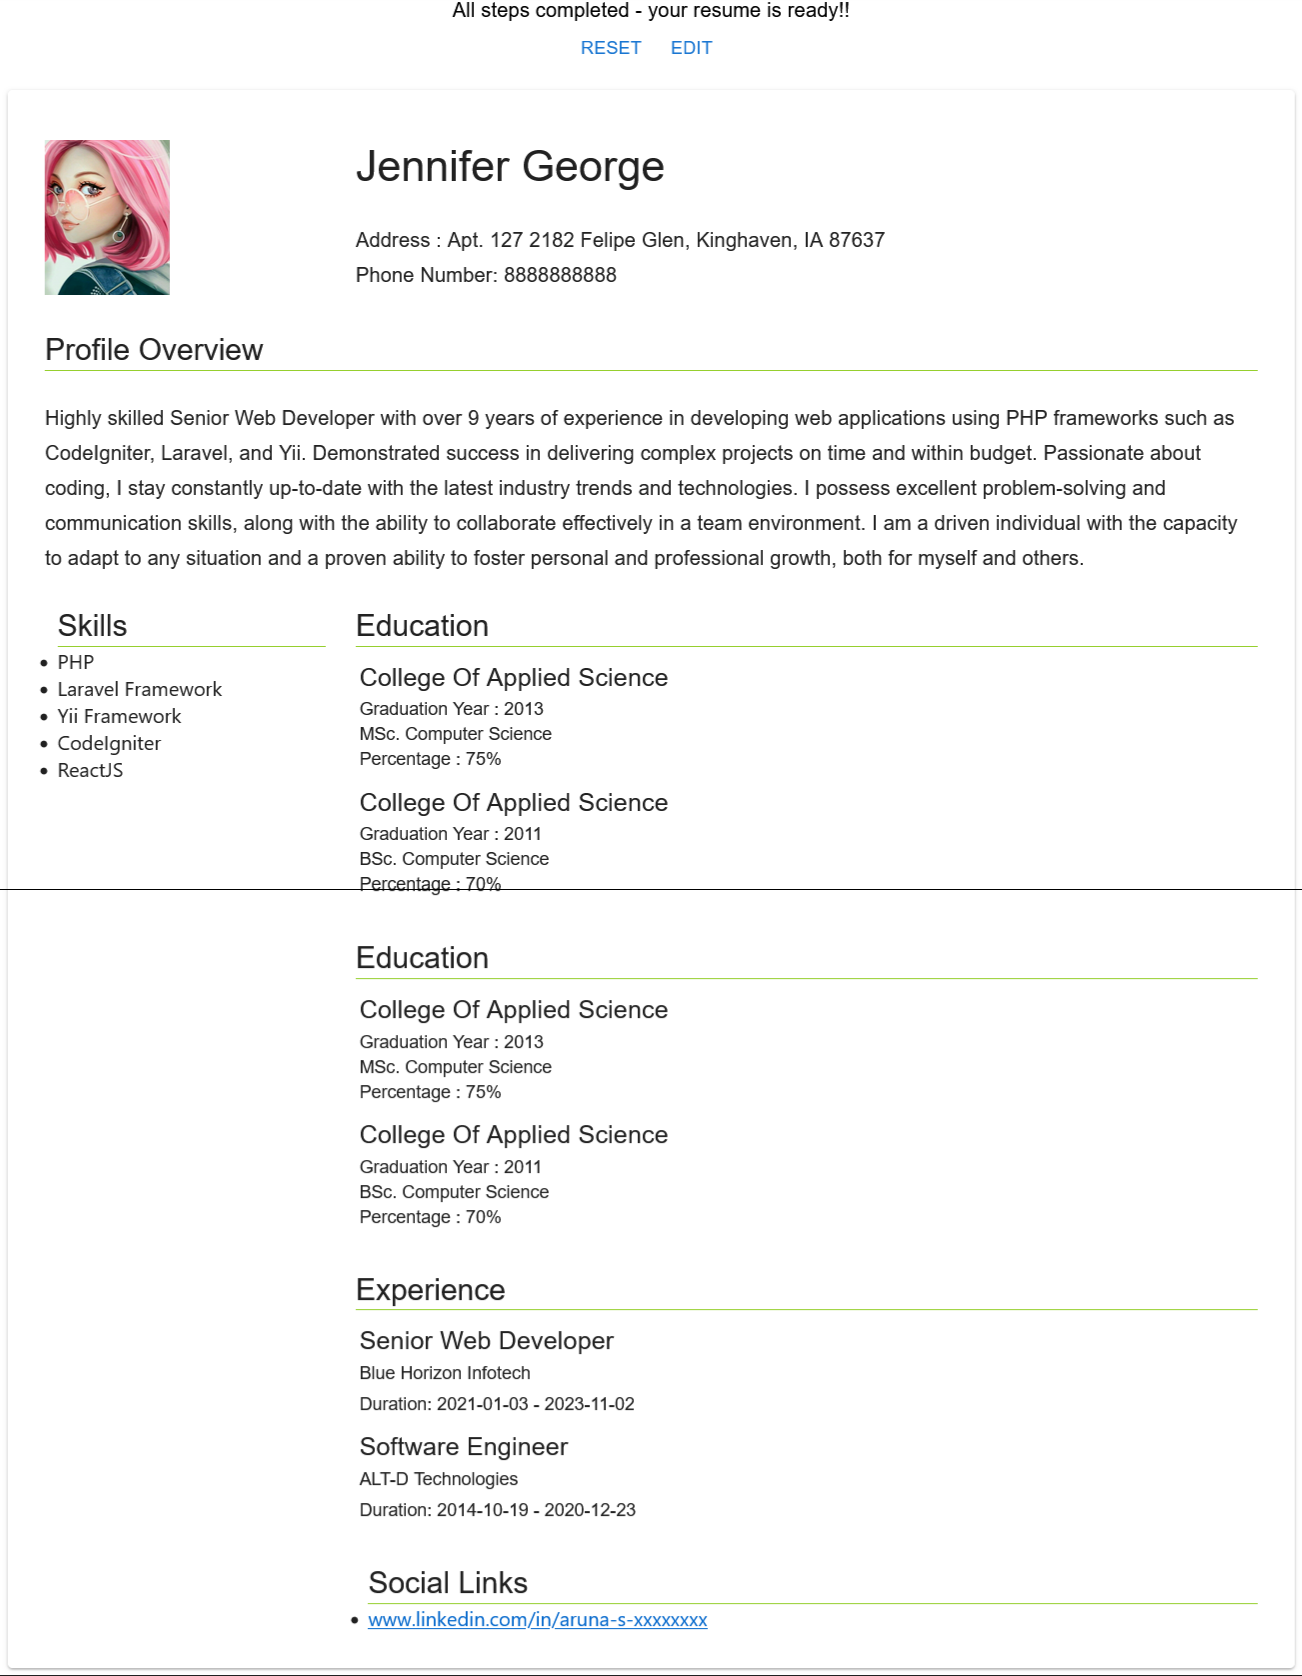 All steps completed - your resume is ready!!
RESET EDIT
Jennifer George
Address : Apt. 127 2182 Felipe Glen, Kinghaven, IA 87637
Phone Number: 8888888888
Profile Overview
Highly skilled Senior Web Developer with over 9 years of experience in developing web applications using PHP frameworks such as
CodeIgniter, Laravel, and Yii. Demonstrated success in delivering complex projects on time and within budget. Passionate about
coding, I stay constantly up-to-date with the latest industry trends and technologies. I possess excellent problem-solving and
communication skills, along with the ability to collaborate effectively in a team environment. I am a driven individual with the capacity
to adapt to any situation and a proven ability to foster personal and professional growth, both for myself and others.
Skills
• PHP
• Laravel Framework
• Yii Framework
• CodeIgniter
• ReactJS
Education
College Of Applied Science
Graduation Year : 2013
MSc. Computer Science
Percentage : 75%
College Of Applied Science
Graduation Year : 2011
BSc. Computer Science
Percentage : 70%
Education
College Of Applied Science
Graduation Year : 2013
MSc. Computer Science
Percentage : 75%
College Of Applied Science
Graduation Year : 2011
BSc. Computer Science
Percentage : 70%
Experience
Senior Web Developer
Blue Horizon Infotech
Duration: 2021-01-03 - 2023-11-02
Software Engineer
ALT-D Technologies
Duration: 2014-10-19 - 2020-12-23
Social Links
• www.linkedin.com/in/aruna-s-xxxxxxxx